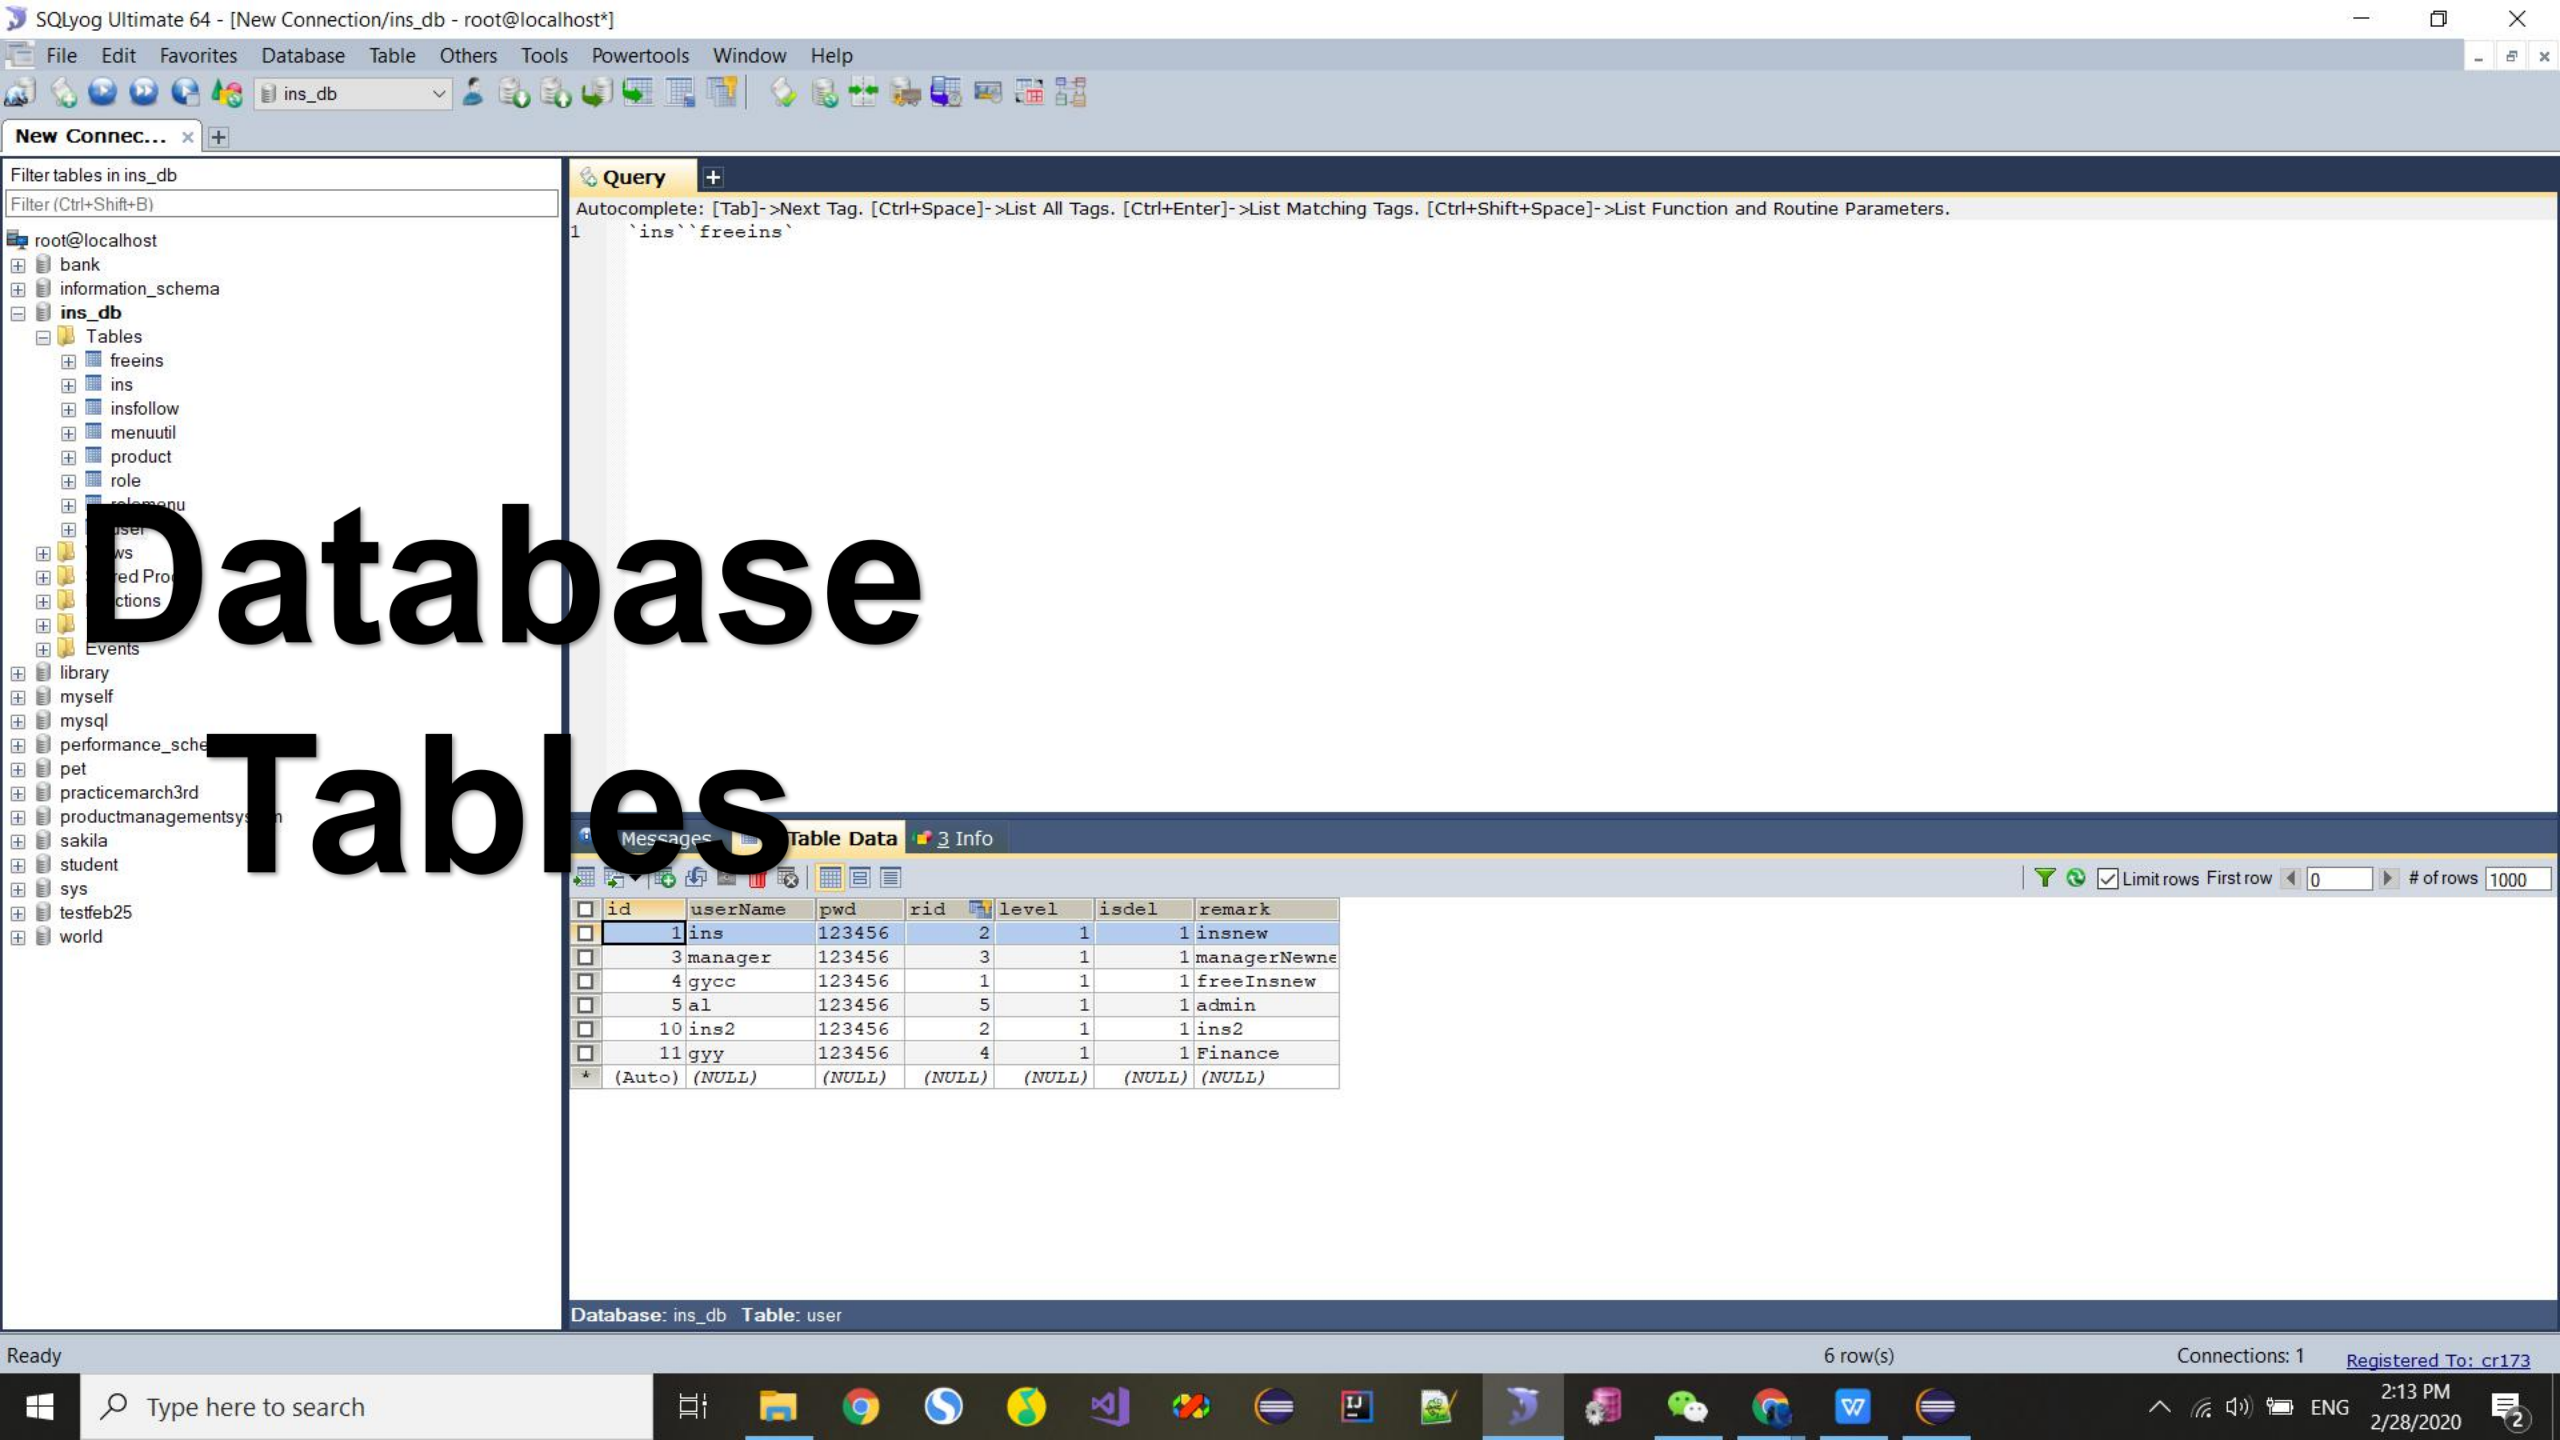 SQLyog Ultimate 64 - [New Connection/ins_db - root@localhost*]
File Edit Favorites Database Table Others Tools Powertools Window Help
ins_db
New Connec...
Filter tables in ins_db
Filter (Ctrl+Shift+B)
root@localhost
bank
information_schema
ins_db
Tables
freeins
ins
insfollow
menuutil
product
role
Events
library
myself
mysql
pet
practicemarch3rd
sakila
student
sys
testfeb25
world
Database
Tables
Query
Autocomplete: [Tab]->Next Tag. [Ctrl+Space]->List All Tags. [Ctrl+Enter]->List Matching Tags. [Ctrl+Shift+Space]->List Function and Routine Parameters.
1 `ins``freeins`
Messages Table Data 3 Info
Limit rows First row 0 # of rows 1000
id userName pwd rid level isdel remark
1 ins 123456 2 1 1 insnew
3 manager 123456 3 1 1 managerNewne
4 gycc 123456 1 1 1 freeInsnew
5 al 123456 5 1 1 admin
10 ins2 123456 2 1 1 ins2
11 gyy 123456 4 1 1 Finance
* (Auto) (NULL) (NULL) (NULL) (NULL) (NULL) (NULL)
Database: ins_db Table: user
Ready 6 row(s) Connections: 1 Registered To: cr173
Type here to search
ENG
2:13 PM
2/28/2020
2